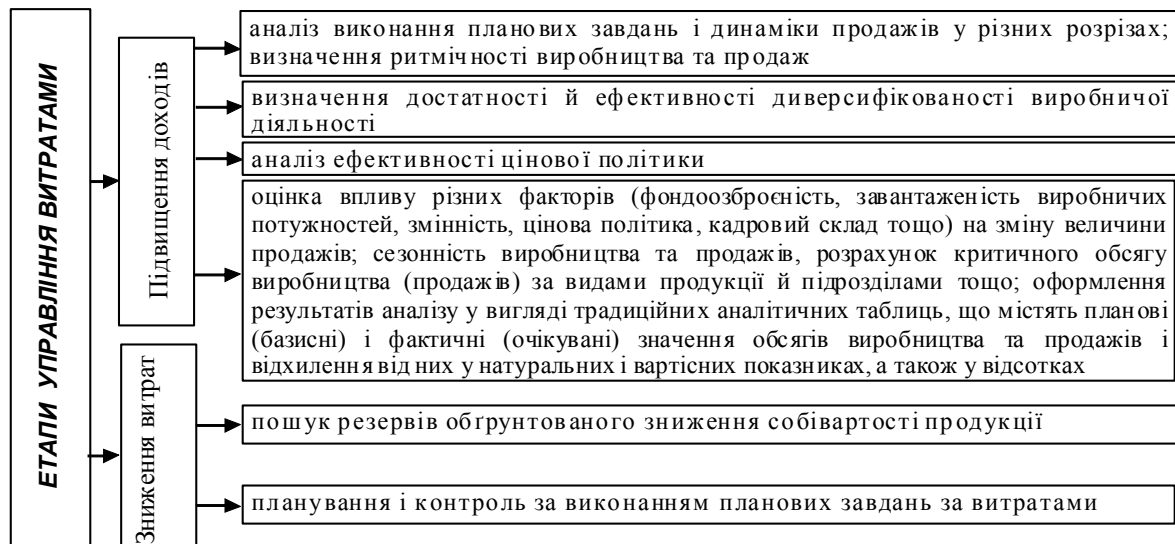 ЕТАПИ УПРАВЛІННЯ ВИТРАТАМИ
Підвищення доходів
аналіз виконання планових завдань і динаміки продажів у різних розрізах;
визначення ритмічності виробництва та продаж
визначення достатності й ефективності диверсифікованості виробничої
діяльності
аналіз ефективності цінової політики
оцінка впливу різних факторів (фондоозброєність, завантаженість виробничих
потужностей, змінність, цінова політика, кадровий склад тощо) на зміну величини
продажів; сезонність виробництва та продажів, розрахунок критичного обсягу
виробництва (продажів) за видами продукції й підрозділами тощо; оформлення
результатів аналізу у вигляді традиційних аналітичних таблиць, що містять планові
(базисні) і фактичні (очікувані) значення обсягів виробництва та продажів і
відхилення від них у натуральних і вартісних показниках, а також у відсотках
Зниження витрат
пошук резервів обґрунтованого зниження собівартості продукції
планування і контроль за виконанням планових завдань за витратами